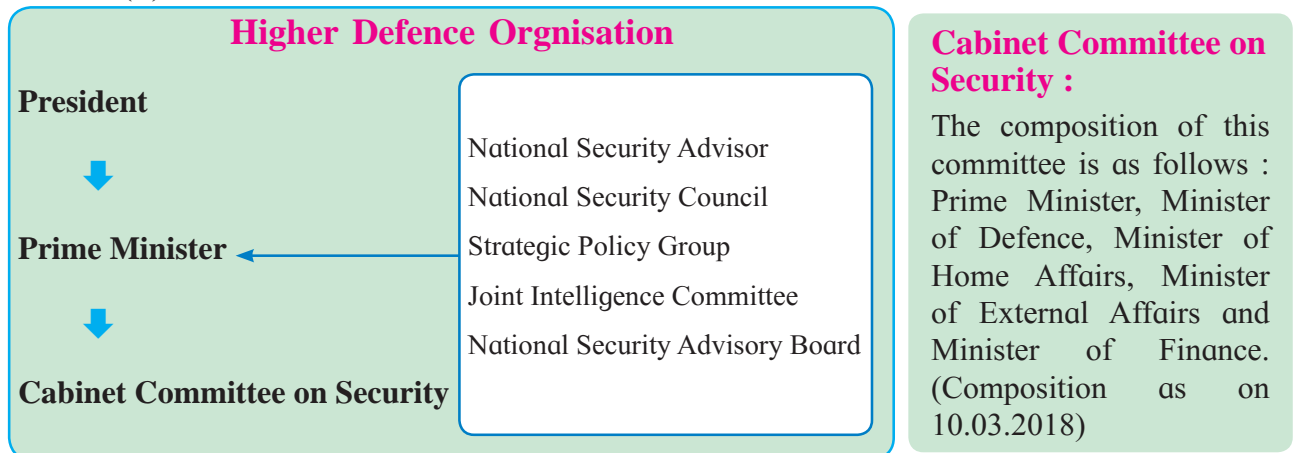 Higher Defence Orgnisation
President
Prime Minister
Cabinet Committee on Security
National Security Advisor
National Security Council
Strategic Policy Group
Joint Intelligence Committee
National Security Advisory Board
Cabinet Committee on
Security :
The composition of this
committee is as follows :
Prime Minister, Minister
of Defence, Minister of
Home Affairs, Minister
of External Affairs and
Minister of Finance.
(Composition as on
10.03.2018)